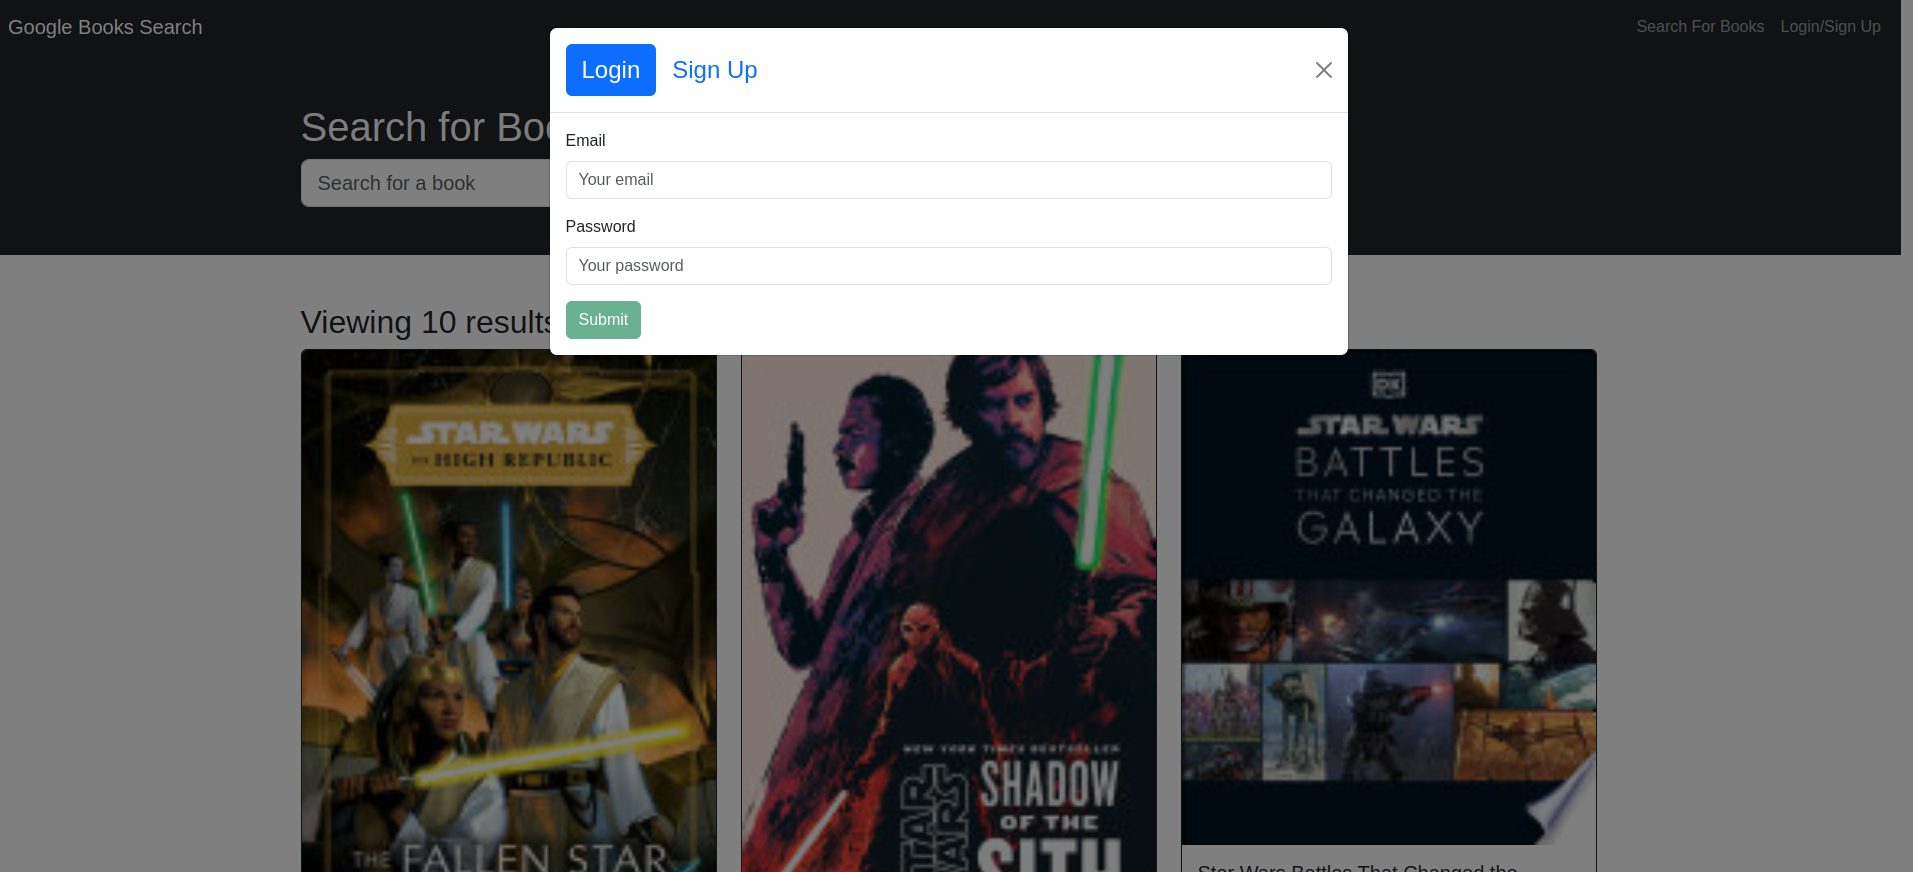 Google Books Search
Search For Books
Login/Sign Up
Login
Sign Up
Search for
Search for a book
Email
Your email
Password
Your password
Submit
Viewing 10 results
STAR WARS
THE HIGH REPUBLIC
THE FALLEN STAR
NEW YORK TIMES BESTSELLER
STAR WARS
SHADOW
OF THE
SITH
DK
STAR WARS
BATTLES
THAT CHANGED THE
GALAXY
Star Wars Battles That Changed the